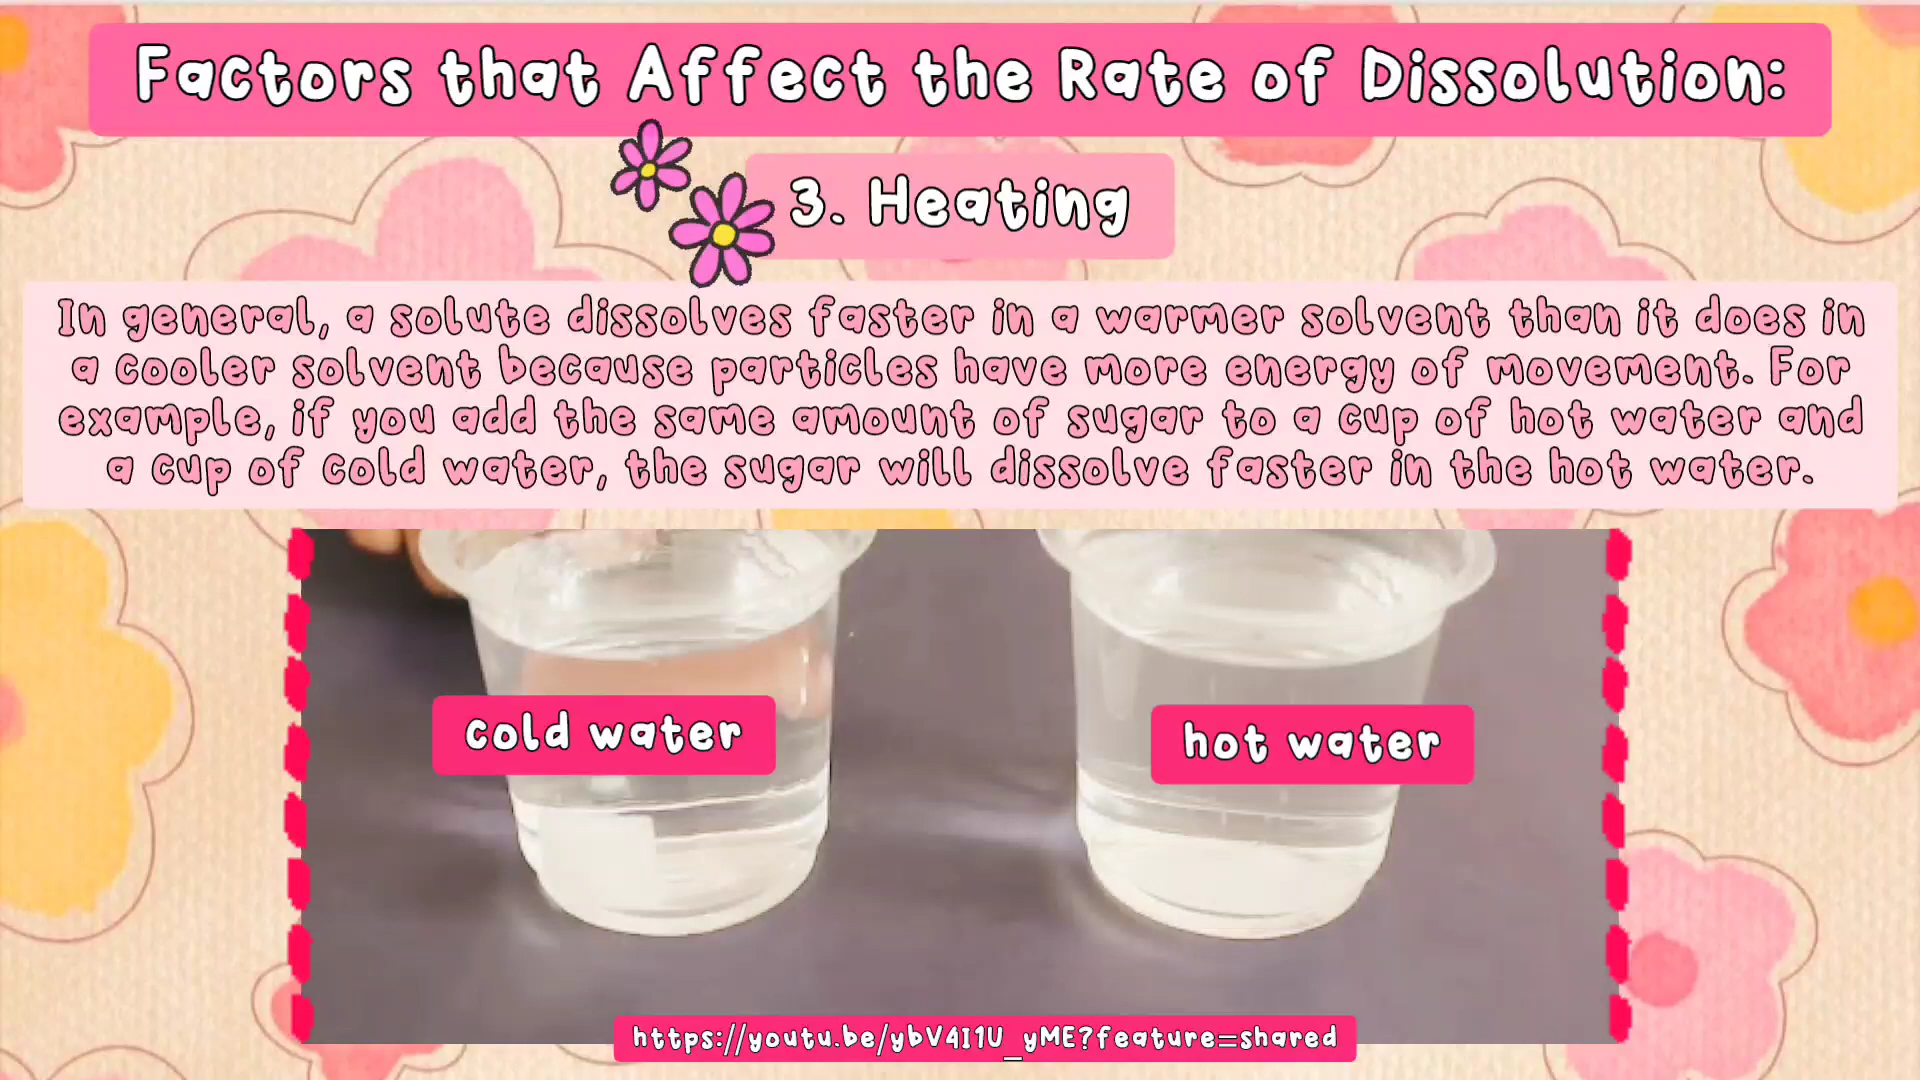 Factors that Affect the Rate of Dissolution:
3. Heating
In general, a solute dissolves faster in a warmer solvent than it does in
a cooler solvent because particles have more energy of movement. For
example, if you add the same amount of sugar to a cup of hot water and
a cup of cold water, the sugar will dissolve faster in the hot water.
cold water
hot water
https://youtu.be/ybV4I1U_yME?feature=shared